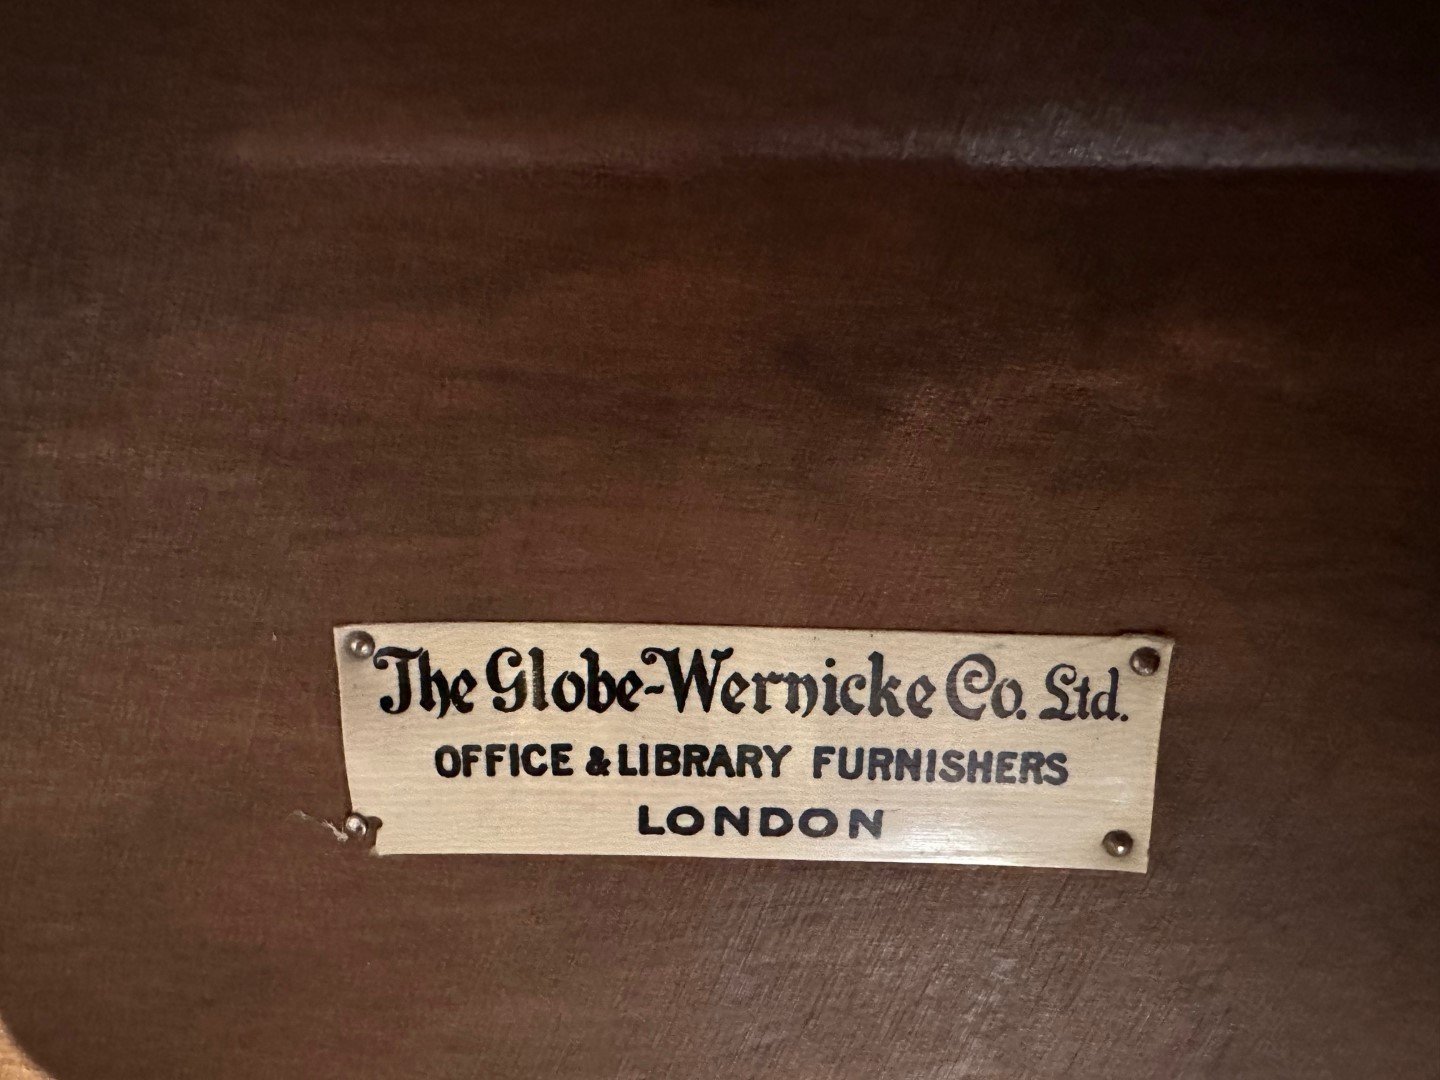 The Globe-Wernicke Co. Ltd.
OFFICE & LIBRARY FURNISHERS
LONDON